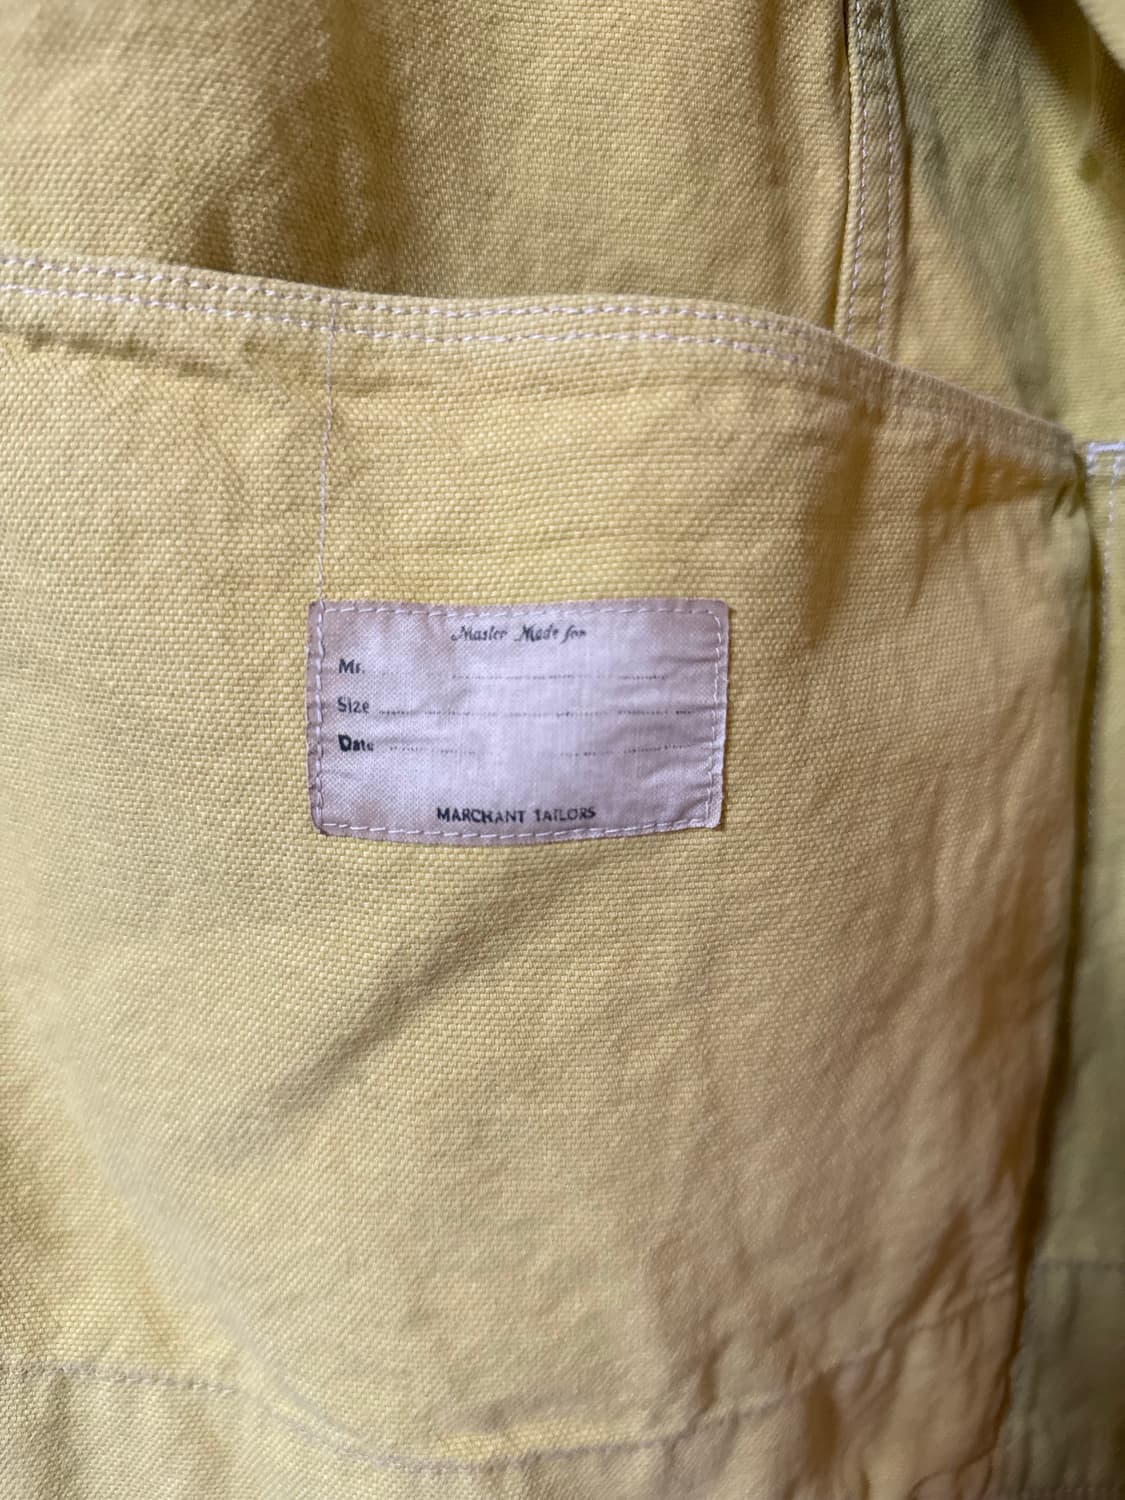 Master Made for
Mr.
Size
Date
MARCHANT TAILORS